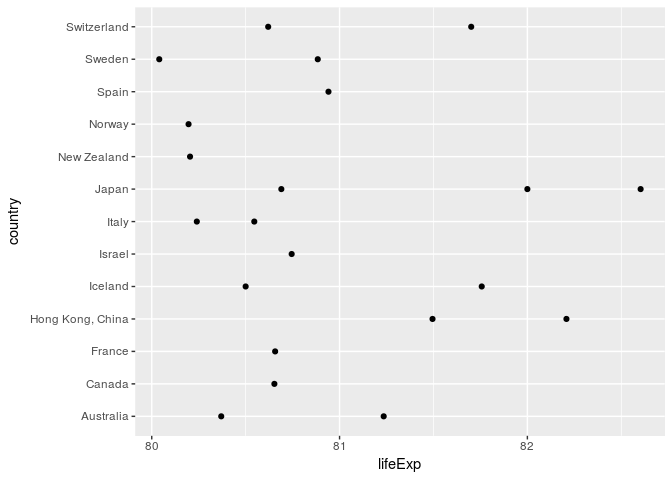 Switzerland
Sweden
Spain
Norway
New Zealand
Japan
Italy
Israel
Iceland
Hong Kong, China
France
Canada
Australia
country
80 81 82
lifeExp